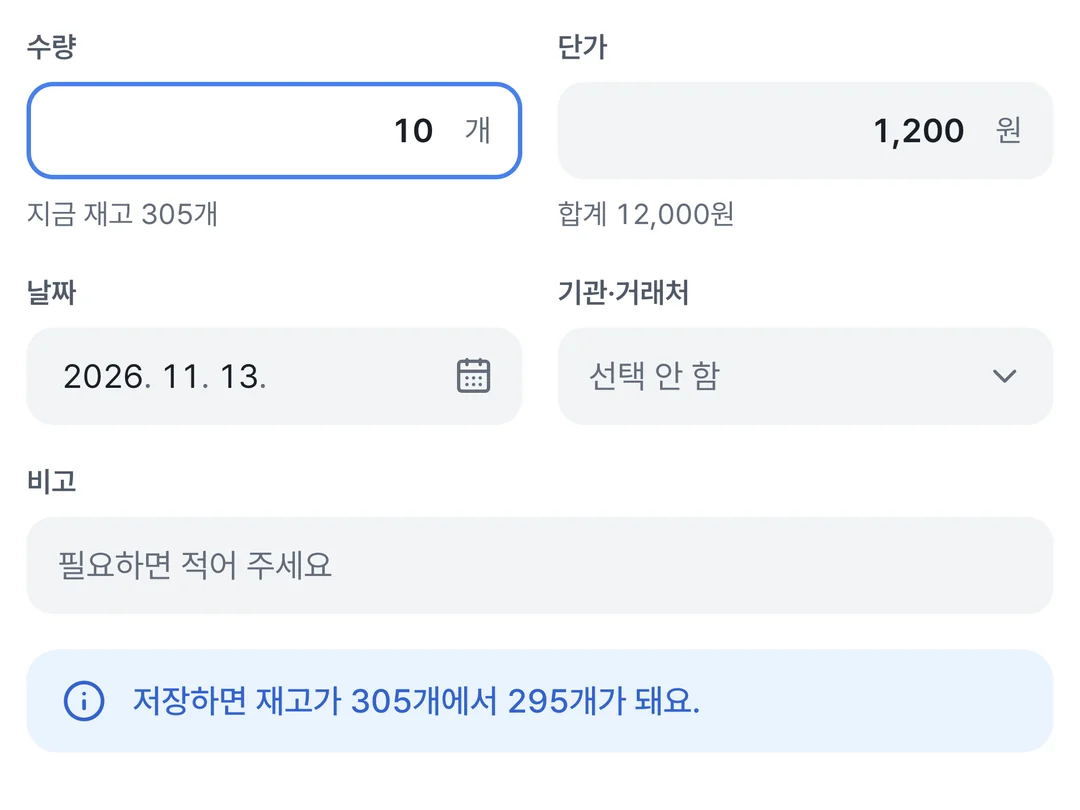 수량
단가
10 개
1,200 원
지금 재고 305개
합계 12,000원
날짜
기관·거래처
2026. 11. 13.
선택 안 함
비고
필요하면 적어 주세요
저장하면 재고가 305개에서 295개가 돼요.